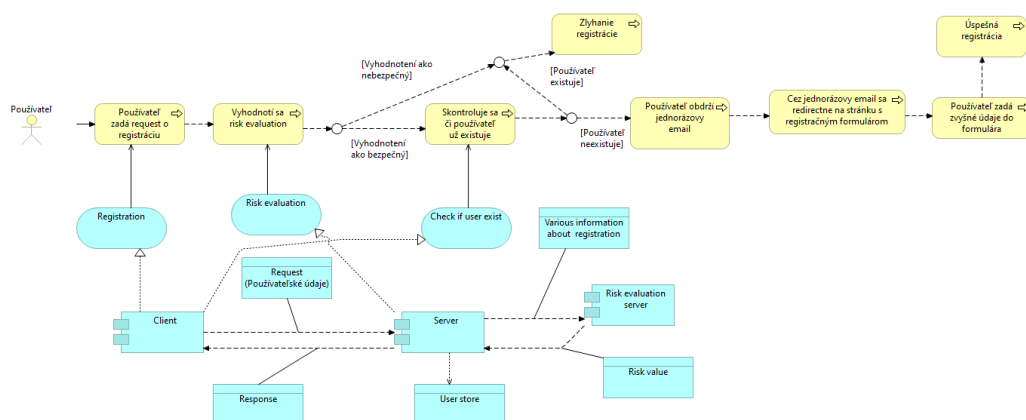 Zlyhanie
registrácie
Úspešná
registrácia
[Vyhodnotení ako
nebezpečný]
[Používateľ
existuje]
Používateľ
Používateľ
zadá request o
registráciu
Vyhodnotí sa
risk evaluation
Skontroluje sa
či používateľ
už existuje
Používateľ obdrží
jednorázovy
email
Cez jednorázovy email sa
redirectne na stránku s
registračným formulárom
Používateľ zadá
zvyšné údaje do
formulára
[Vyhodnotení
ako bezpečný]
[Používateľ
neexistuje]
Registration
Risk evaluation
Check if user exist
Various information
about registration
Request
(Používateľské údaje)
Risk evaluation
server
Client
Server
Response
User store
Risk value